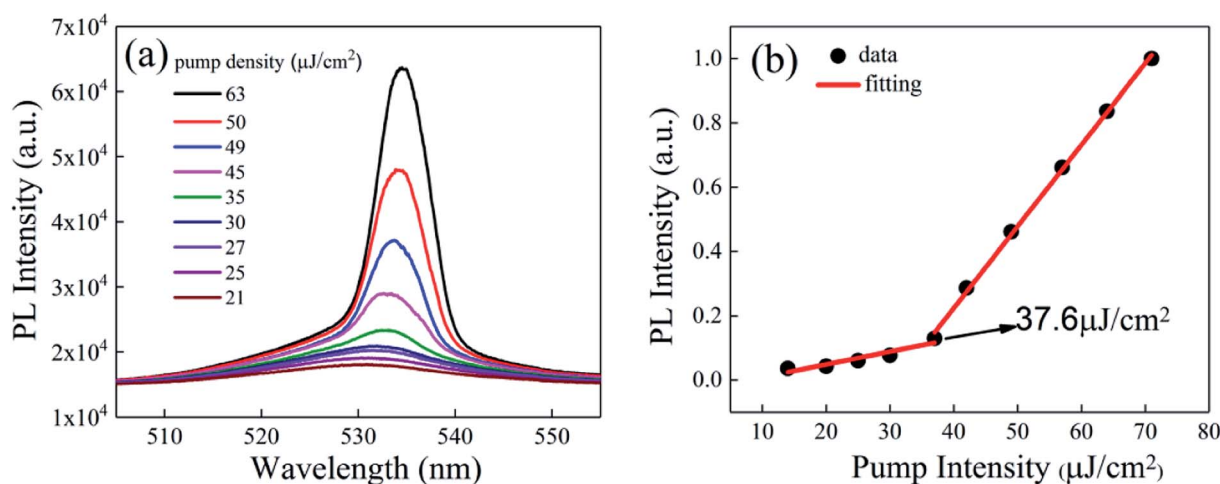 (a)
pump density (μJ/cm²)
63
50
49
45
35
30
27
25
21
7x10⁴
6x10⁴
5x10⁴
4x10⁴
3x10⁴
2x10⁴
1x10⁴
PL Intensity (a.u.)
510 520 530 540 550
Wavelength (nm)
(b)
data
fitting
37.6μJ/cm²
1.0
0.8
0.6
0.4
0.2
0.0
PL Intensity (a.u.)
10 20 30 40 50 60 70 80
Pump Intensity (μJ/cm²)